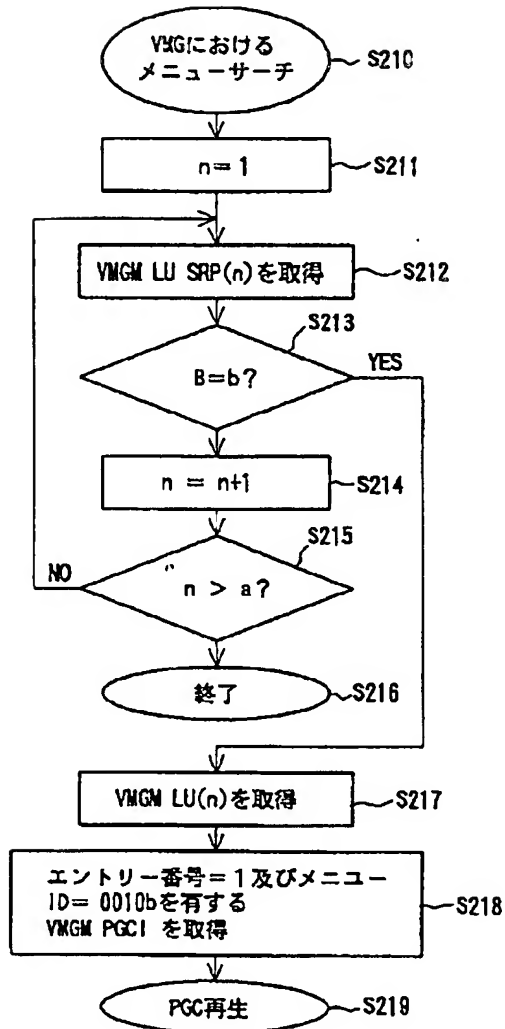 VMGにおける
メニューサーチ
S210
n= 1
S211
VMGM LU SRP(n)を取得
S212
S213
B=b?
YES
n = n+1
S214
S215
NO
n > a?
終了
S216
VMGM LU(n)を取得
S217
エントリー番号=1及びメニュー
ID= 0010bを有する
VMGM PGCI を取得
S218
PGC再生
S219